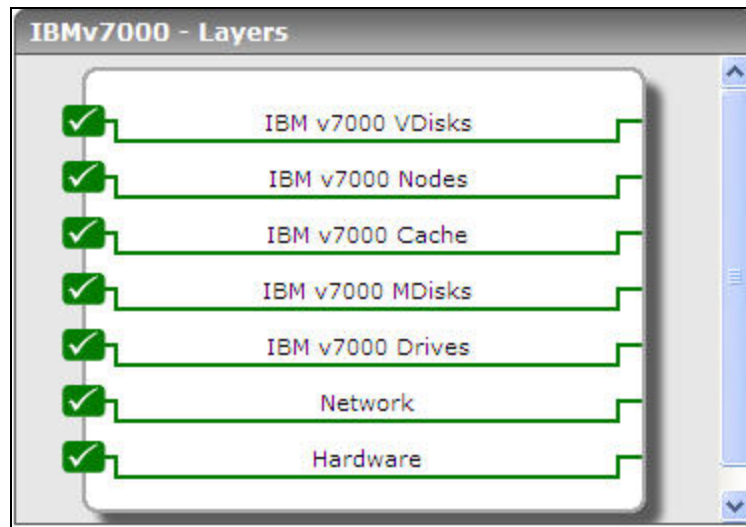 IBMv7000 - Layers
IBM v7000 VDisks
IBM v7000 Nodes
IBM v7000 Cache
IBM v7000 MDisks
IBM v7000 Drives
Network
Hardware